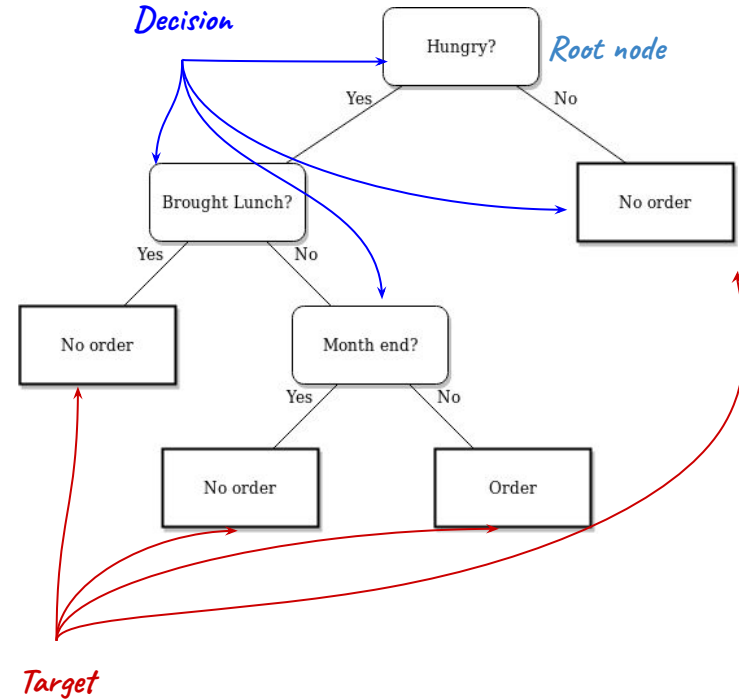 Decision
Hungry?
Root node
Yes
No
Brought Lunch?
No order
Yes
No
No order
Month end?
Yes
No
No order
Order
Target